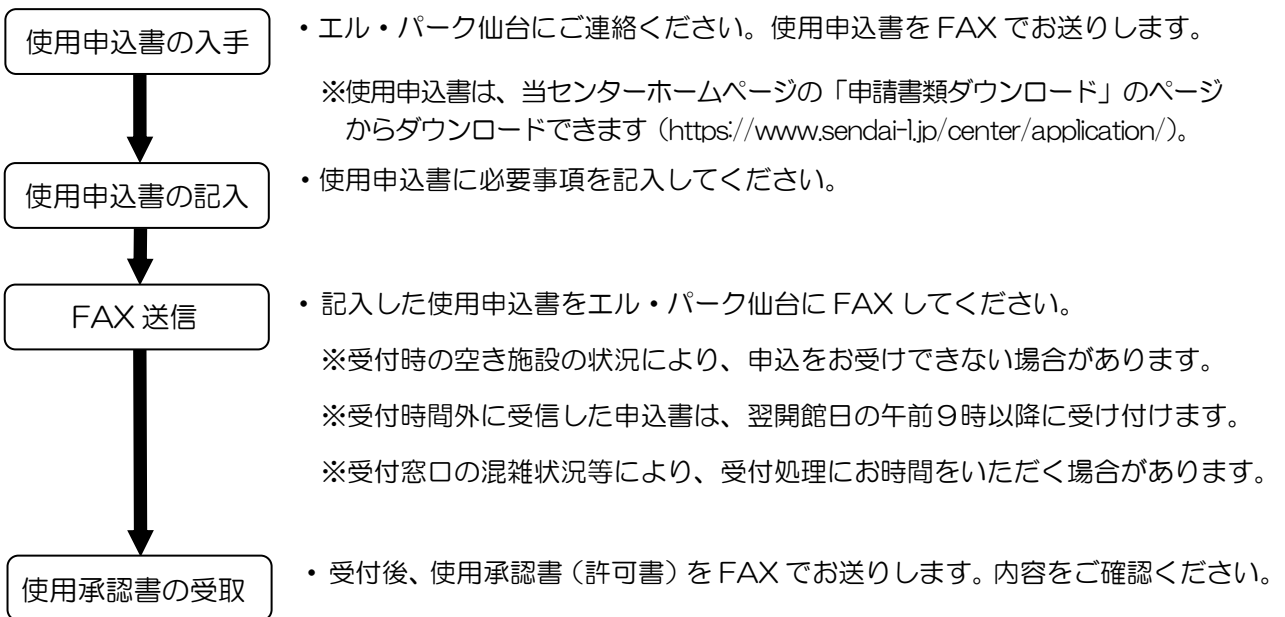 使用申込書の入手
・エル・パーク仙台にご連絡ください。使用申込書を FAX でお送りします。
※使用申込書は、当センターホームページの「申請書類ダウンロード」のページ
からダウンロードできます（https://www.sendai-l.jp/center/application/）。
使用申込書の記入
・使用申込書に必要事項を記入してください。
FAX 送信
・記入した使用申込書をエル・パーク仙台に FAX してください。
※受付時の空き施設の状況により、申込をお受けできない場合があります。
※受付時間外に受信した申込書は、翌開館日の午前９時以降に受け付けます。
※受付窓口の混雑状況等により、受付処理にお時間をいただく場合があります。
使用承認書の受取
・受付後、使用承認書（許可書）を FAX でお送りします。内容をご確認ください。